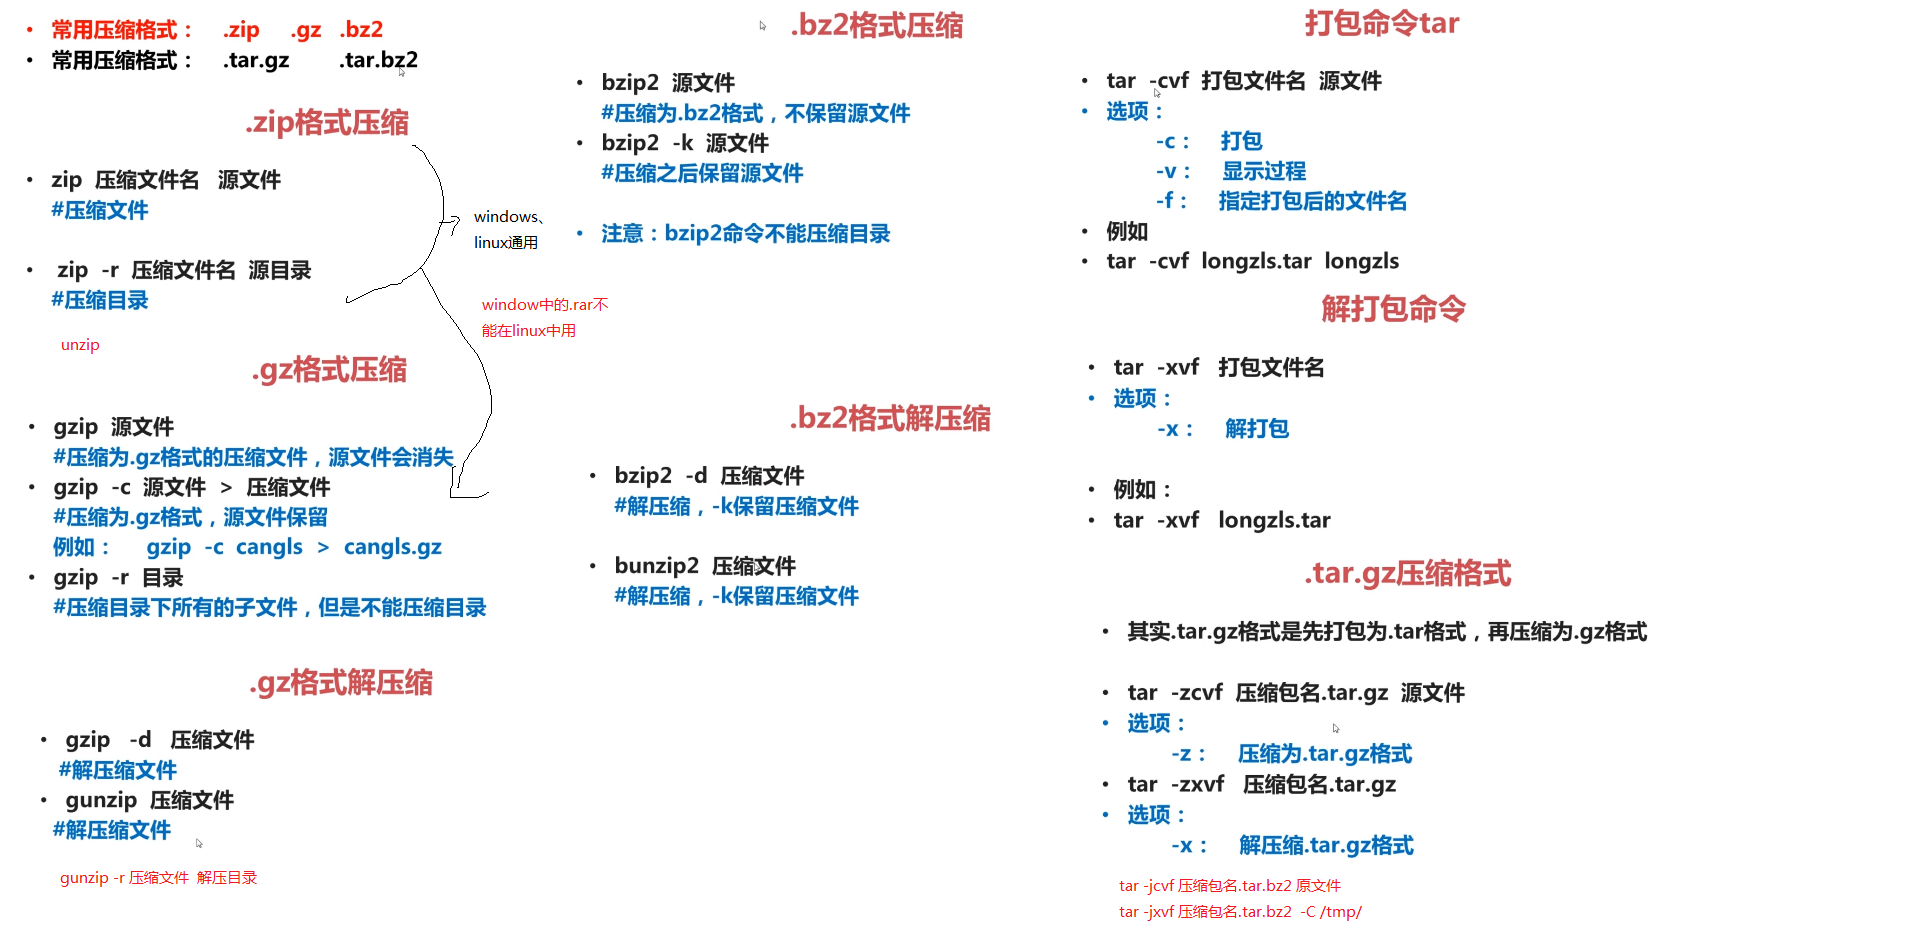 • 常用压缩格式： .zip .gz .bz2
• 常用压缩格式： .tar.gz .tar.bz2
.zip格式压缩
• zip 压缩文件名 源文件
#压缩文件
• zip -r 压缩文件名 源目录
#压缩目录
unzip
windows、
linux通用
window中的.rar不
能在linux中用
.gz格式压缩
• gzip 源文件
#压缩为.gz格式的压缩文件，源文件会消失
• gzip -c 源文件 > 压缩文件
#压缩为.gz格式，源文件保留
例如： gzip -c cangls > cangls.gz
• gzip -r 目录
#压缩目录下所有的子文件，但是不能压缩目录
.gz格式解压缩
• gzip -d 压缩文件
#解压缩文件
• gunzip 压缩文件
#解压缩文件
gunzip -r 压缩文件 解压目录
.bz2格式压缩
• bzip2 源文件
#压缩为.bz2格式，不保留源文件
• bzip2 -k 源文件
#压缩之后保留源文件
• 注意：bzip2命令不能压缩目录
.bz2格式解压缩
• bzip2 -d 压缩文件
#解压缩，-k保留压缩文件
• bunzip2 压缩文件
#解压缩，-k保留压缩文件
打包命令tar
• tar -cvf 打包文件名 源文件
• 选项：
-c： 打包
-v： 显示过程
-f： 指定打包后的文件名
• 例如
• tar -cvf longzls.tar longzls
解打包命令
• tar -xvf 打包文件名
• 选项：
-x： 解打包
• 例如：
• tar -xvf longzls.tar
.tar.gz压缩格式
• 其实.tar.gz格式是先打包为.tar格式，再压缩为.gz格式
• tar -zcvf 压缩包名.tar.gz 源文件
• 选项：
-z： 压缩为.tar.gz格式
• tar -zxvf 压缩包名.tar.gz
• 选项：
-x： 解压缩.tar.gz格式
tar -jcvf 压缩包名.tar.bz2 原文件
tar -jxvf 压缩包名.tar.bz2 -C /tmp/